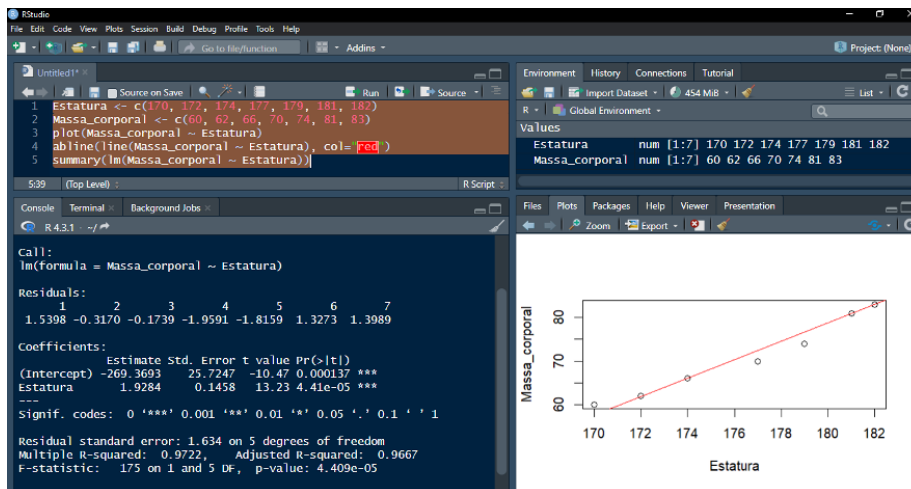 RStudio
File Edit Code View Plots Session Build Debug Profile Tools Help
Go to file/function Addins Project: (None)
Untitled1*
Source on Save Run Source
1 Estatura <- c(170, 172, 174, 177, 179, 181, 182)
2 Massa_corporal <- c(60, 62, 66, 70, 74, 81, 83)
3 plot(Massa_corporal ~ Estatura)
4 abline(line(Massa_corporal ~ Estatura), col="red")
5 summary(lm(Massa_corporal ~ Estatura))
5:39 (Top Level) R Script
Console Terminal Background Jobs
R 4.3.1 · ~/
Call:
lm(formula = Massa_corporal ~ Estatura)
Residuals:
1 2 3 4 5 6 7
1.5398 -0.3170 -0.1739 -1.9591 -1.8159 1.3273 1.3989
Coefficients:
Estimate Std. Error t value Pr(>|t|)
(Intercept) -269.3693 25.7247 -10.47 0.000137 ***
Estatura 1.9284 0.1458 13.23 4.41e-05 ***
---
Signif. codes: 0 ‘***’ 0.001 ‘**’ 0.01 ‘*’ 0.05 ‘.’ 0.1 ‘ ’ 1
Residual standard error: 1.634 on 5 degrees of freedom
Multiple R-squared: 0.9722, Adjusted R-squared: 0.9667
F-statistic: 175 on 1 and 5 DF, p-value: 4.409e-05
Environment History Connections Tutorial
Import Dataset 454 MiB List
R Global Environment
Values
Estatura num [1:7] 170 172 174 177 179 181 182
Massa_corporal num [1:7] 60 62 66 70 74 81 83
Files Plots Packages Help Viewer Presentation
Zoom Export
Massa_corporal
80
70
60
170 172 174 176 178 180 182
Estatura